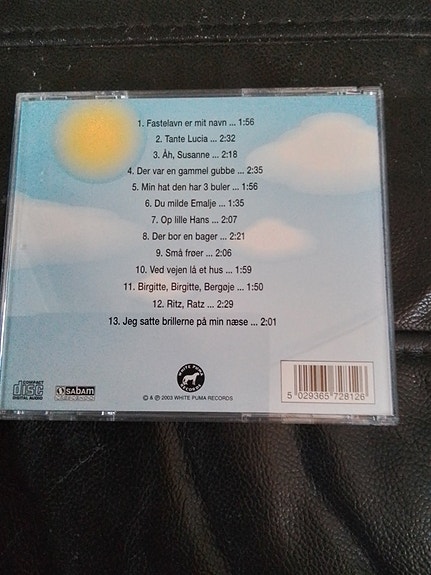 1. Fastelavn er mit navn ... 1:56
2. Tante Lucia ... 2:32
3. Åh, Susanne ... 2:18
4. Der var en gammel gubbe ... 2:35
5. Min hat den har 3 buler ... 1:56
6. Du milde Emalje ... 1:35
7. Op lille Hans ... 2:07
8. Der bor en bager ... 2:21
9. Små frøer ... 2:06
10. Ved vejen lå et hus ... 1:59
11. Birgitte, Birgitte, Bergøje ... 1:50
12. Ritz, Ratz ... 2:29
13. Jeg satte brillerne på min næse ... 2:01
COMPACT
disc
DIGITAL AUDIO
SABAM
WHITE PUMA
RECORDS
© & ℗ 2003 WHITE PUMA RECORDS
5 029365 728126